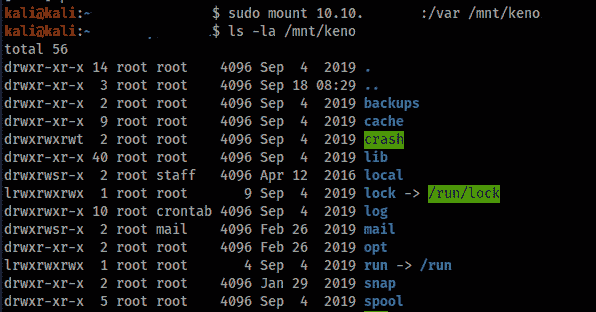 kali@kali:~ $ sudo mount 10.10. :/var /mnt/keno
kali@kali:~ $ ls -la /mnt/keno
total 56
drwxr-xr-x 14 root root 4096 Sep 4 2019 .
drwxr-xr-x 3 root root 4096 Sep 18 08:29 ..
drwxr-xr-x 2 root root 4096 Sep 4 2019 backups
drwxr-xr-x 9 root root 4096 Sep 4 2019 cache
drwxrwxrwt 2 root root 4096 Sep 4 2019 crash
drwxr-xr-x 40 root root 4096 Sep 4 2019 lib
drwxrwsr-x 2 root staff 4096 Apr 12 2016 local
lrwxrwxrwx 1 root root 9 Sep 4 2019 lock -> /run/lock
drwxrwxr-x 10 root crontab 4096 Sep 4 2019 log
drwxrwsr-x 2 root mail 4096 Feb 26 2019 mail
drwxr-xr-x 2 root root 4096 Feb 26 2019 opt
lrwxrwxrwx 1 root root 4 Sep 4 2019 run -> /run
drwxr-xr-x 2 root root 4096 Jan 29 2019 snap
drwxr-xr-x 5 root root 4096 Sep 4 2019 spool